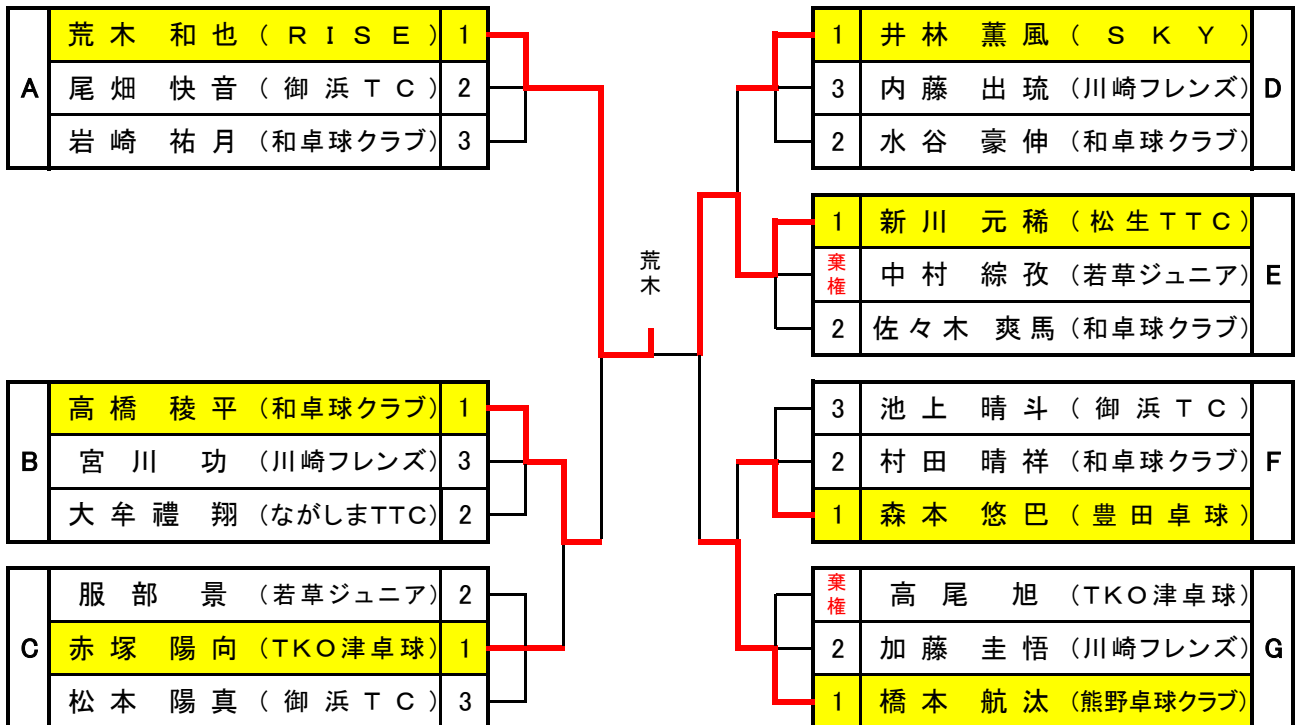 A
荒木 和也 (RISE) 1
尾畑 快音 (御浜TC) 2
岩崎 祐月 (和卓球クラブ) 3
B
高橋 稜平 (和卓球クラブ) 1
宮川 功 (川崎フレンズ) 3
大牟禮 翔 (ながしまTTC) 2
C
服部 景 (若草ジュニア) 2
赤塚 陽向 (TKO津卓球) 1
松本 陽真 (御浜TC) 3
荒木
1 井林 薫風 (SKY)
3 内藤 出琉 (川崎フレンズ)
2 水谷 豪伸 (和卓球クラブ)
D
1 新川 元稀 (松生TTC)
棄権 中村 綜孜 (若草ジュニア)
2 佐々木 爽馬 (和卓球クラブ)
E
3 池上 晴斗 (御浜TC)
2 村田 晴祥 (和卓球クラブ)
1 森本 悠巴 (豊田卓球)
F
棄権 高尾 旭 (TKO津卓球)
2 加藤 圭悟 (川崎フレンズ)
1 橋本 航汰 (熊野卓球クラブ)
G